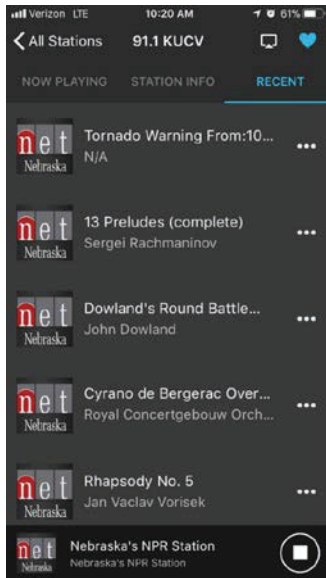 Verizon LTE 10:20 AM 61%
All Stations 91.1 KUCV
NOW PLAYING STATION INFO RECENT
net Nebraska
Tornado Warning From:10...
N/A
net Nebraska
13 Preludes (complete)
Sergei Rachmaninov
net Nebraska
Dowland's Round Battle...
John Dowland
net Nebraska
Cyrano de Bergerac Over...
Royal Concertgebouw Orch...
net Nebraska
Rhapsody No. 5
Jan Vaclav Vorisek
net Nebraska
Nebraska's NPR Station
Nebraska's NPR Station